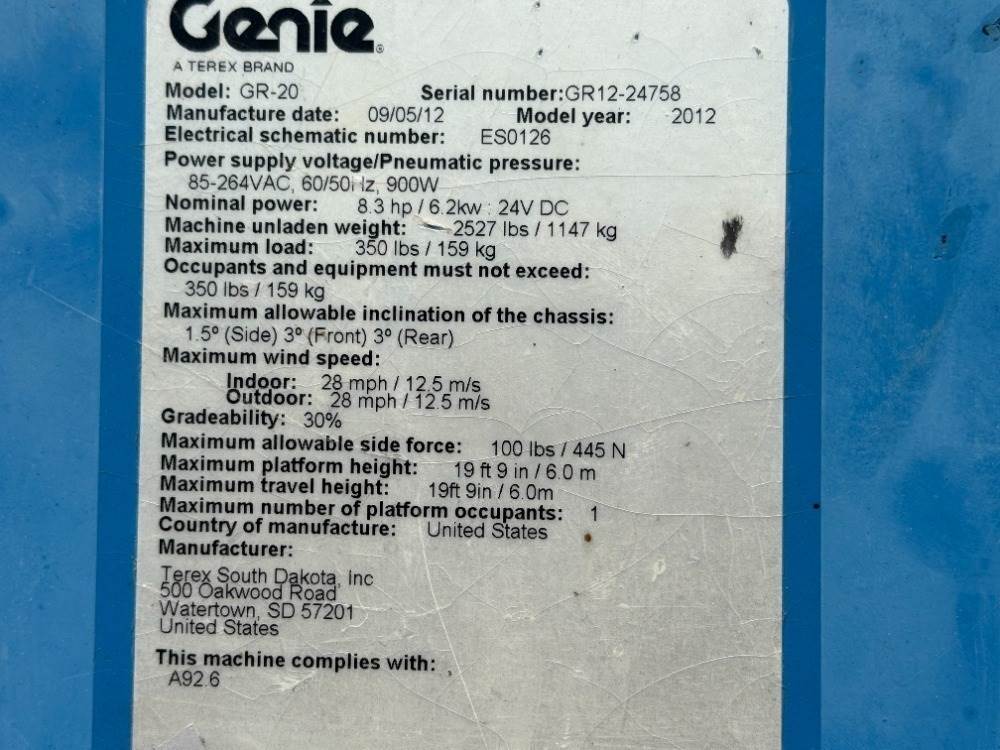 Genie®
A TEREX BRAND
Model: GR-20 Serial number:GR12-24758
Manufacture date: 09/05/12 Model year: 2012
Electrical schematic number: ES0126
Power supply voltage/Pneumatic pressure:
85-264VAC, 60/50Hz, 900W
Nominal power: 8.3 hp / 6.2kw : 24V DC
Machine unladen weight: 2527 lbs / 1147 kg
Maximum load: 350 lbs / 159 kg
Occupants and equipment must not exceed:
350 lbs / 159 kg
Maximum allowable inclination of the chassis:
1.5º (Side) 3º (Front) 3º (Rear)
Maximum wind speed:
Indoor: 28 mph / 12.5 m/s
Outdoor: 28 mph / 12.5 m/s
Gradeability: 30%
Maximum allowable side force: 100 lbs / 445 N
Maximum platform height: 19 ft 9 in / 6.0 m
Maximum travel height: 19ft 9in / 6.0m
Maximum number of platform occupants: 1
Country of manufacture: United States
Manufacturer:
Terex South Dakota, Inc
500 Oakwood Road
Watertown, SD 57201
United States
This machine complies with:
A92.6